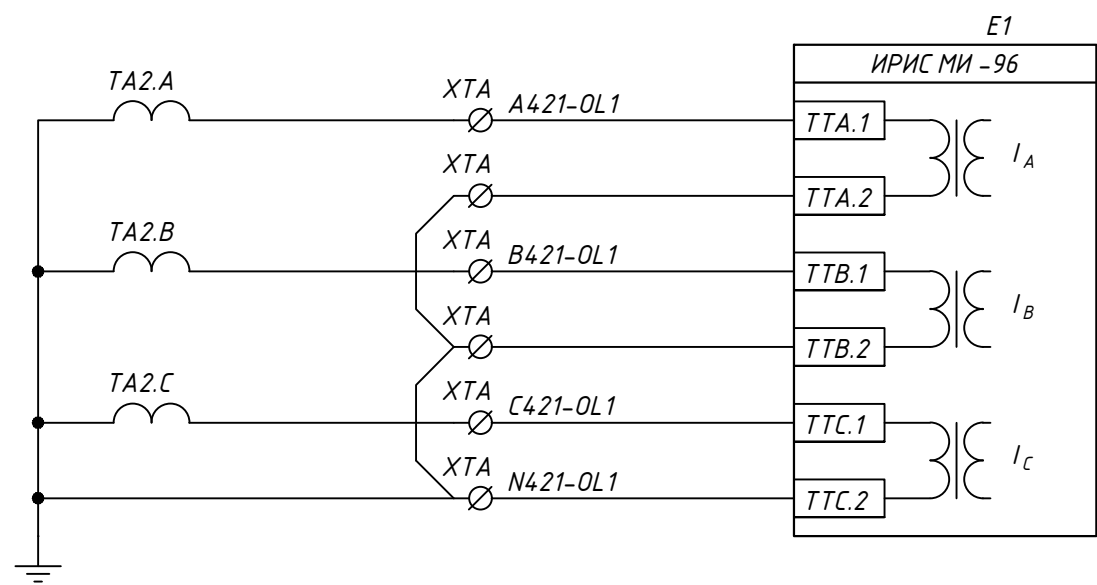 E1
ИРИС МИ -96
TA2.A
XTA
A421-OL1
TTA.1
XTA
I A
TTA.2
TA2.B
XTA
B421-OL1
TTB.1
XTA
I B
TTB.2
TA2.C
XTA
C421-OL1
TTC.1
XTA
N421-OL1
I C
TTC.2